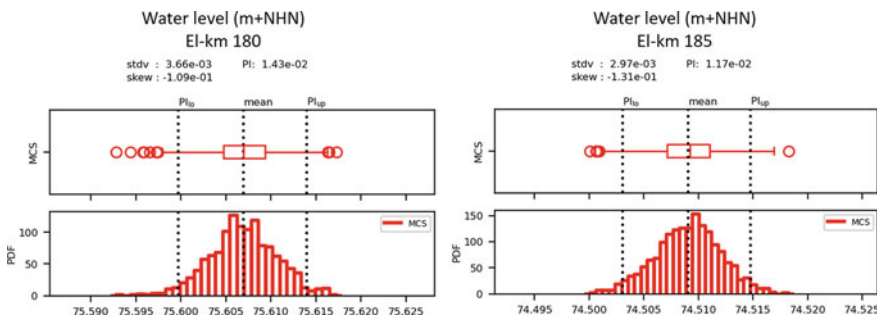 Water level (m+NHN)
El-km 180
stdv : 3.66e-03 PI: 1.43e-02
skew : -1.09e-01
PIlo mean PIup
MCS
100
50
0
PDF
MCS
75.590 75.595 75.600 75.605 75.610 75.615 75.620 75.625
Water level (m+NHN)
El-km 185
stdv : 2.97e-03 PI: 1.17e-02
skew : -1.31e-01
PIlo mean PIup
MCS
150
100
50
0
PDF
MCS
74.495 74.500 74.505 74.510 74.515 74.520 74.525